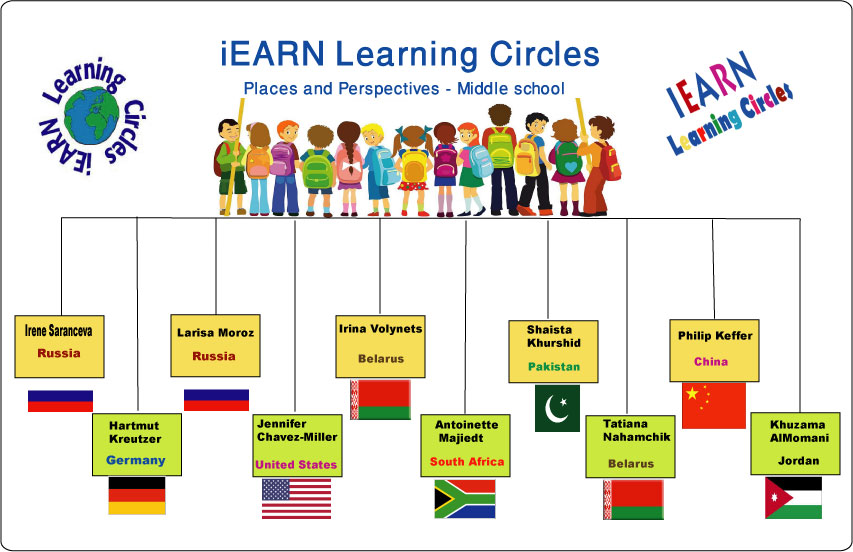 iEARN Learning Circles
Places and Perspectives - Middle school
iEARN Learning Circles
IEARN
Learning Circles
Irene Saranceva
Russia
Hartmut
Kreutzer
Germany
Larisa Moroz
Russia
Jennifer
Chavez-Miller
United States
Irina Volynets
Belarus
Antoinette
Majiedt
South Africa
Shaista
Khurshid
Pakistan
Tatiana
Nahamchik
Belarus
Philip Keffer
China
Khuzama
AlMomani
Jordan